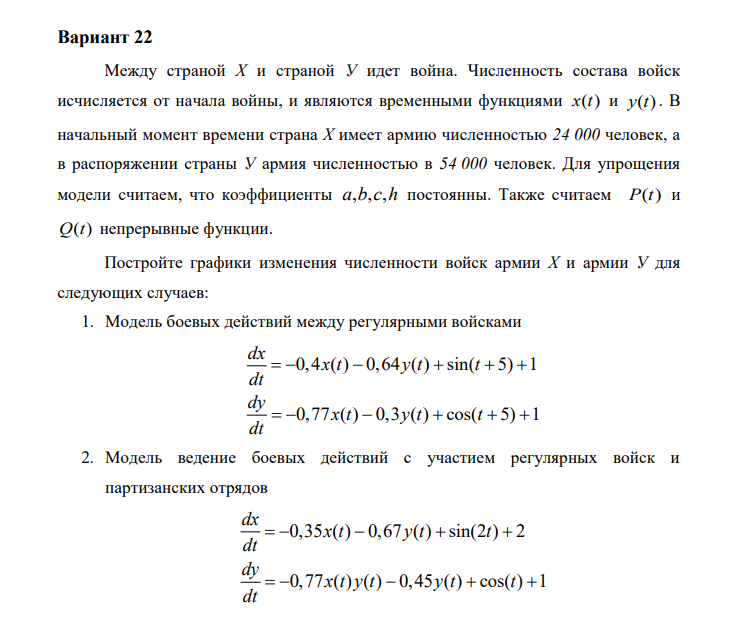 Вариант 22
Между страной X и страной У идет война. Численность состава войск
исчисляется от начала войны, и являются временными функциями x(t) и y(t). В
начальный момент времени страна X имеет армию численностью 24 000 человек, а
в распоряжении страны У армия численностью в 54 000 человек. Для упрощения
модели считаем, что коэффициенты a,b,c,h постоянны. Также считаем P(t) и
Q(t) непрерывные функции.
Постройте графики изменения численности войск армии X и армии У для
следующих случаев:
1. Модель боевых действий между регулярными войсками
dx/dt = −0,4x(t) − 0,64y(t) + sin(t + 5) + 1
dy/dt = −0,77x(t) − 0,3y(t) + cos(t + 5) + 1
2. Модель ведение боевых действий с участием регулярных войск и
партизанских отрядов
dx/dt = −0,35x(t) − 0,67y(t) + sin(2t) + 2
dy/dt = −0,77x(t)y(t) − 0,45y(t) + cos(t) + 1